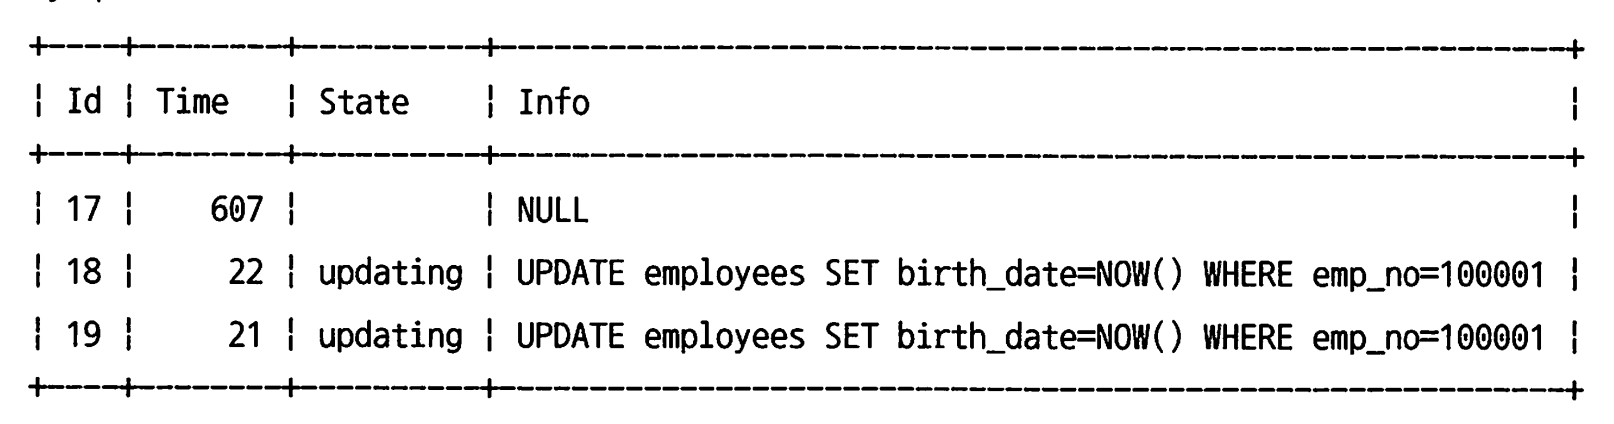 +----+---------+-----------+-----------------------------------------------------------+
| Id | Time    | State     | Info                                                      |
+----+---------+-----------+-----------------------------------------------------------+
| 17 |     607 |           | NULL                                                      |
| 18 |      22 | updating | UPDATE employees SET birth_date=NOW() WHERE emp_no=100001 |
| 19 |      21 | updating | UPDATE employees SET birth_date=NOW() WHERE emp_no=100001 |
+----+---------+-----------+-----------------------------------------------------------+